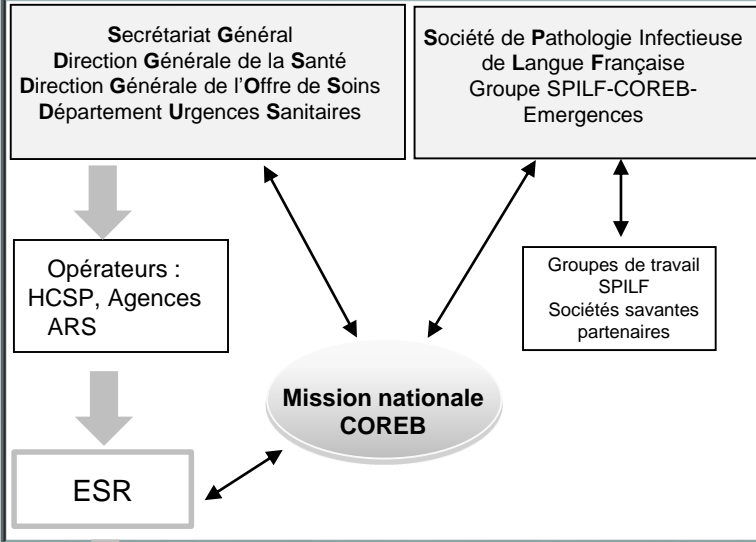 Secrétariat Général
Direction Générale de la Santé
Direction Générale de l'Offre de Soins
Département Urgences Sanitaires
Société de Pathologie Infectieuse
de Langue Française
Groupe SPILF-COREB-
Emergences
Opérateurs :
HCSP, Agences
ARS
Groupes de travail
SPILF
Sociétés savantes
partenaires
Mission nationale
COREB
ESR